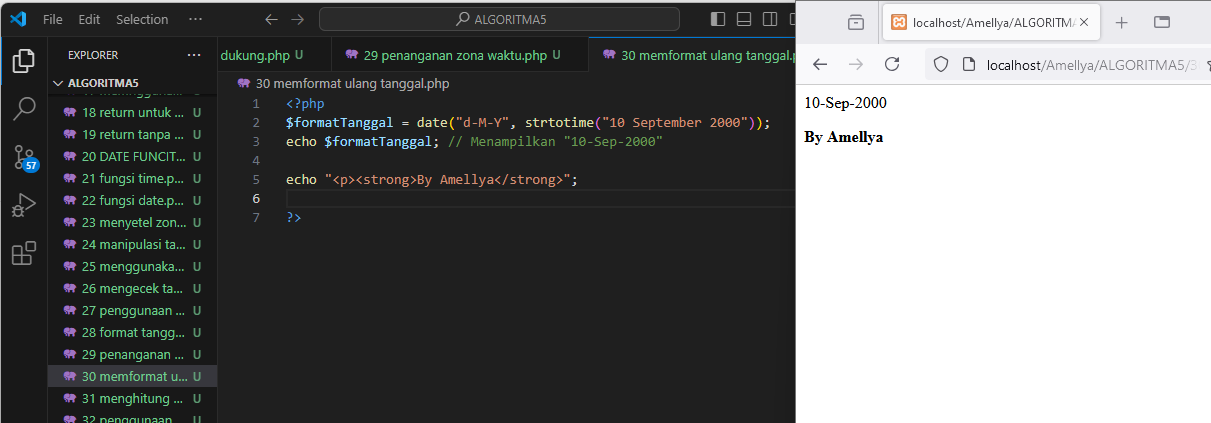 File Edit Selection ··· ← → ALGORITMA5
EXPLORER ···
ALGORITMA5
18 return untuk ... U
19 return tanpa ... U
20 DATE FUNCIT... U
21 fungsi time.p... U
22 fungsi date.p... U
23 menyetel zon... U
24 manipulasi ta... U
25 menggunaka... U
26 mengecek ta... U
27 penggunaan ... U
28 format tangg... U
29 penanganan ... U
30 memformat u... U
31 menghitung ... U
32 penggunaan
57
dukung.php U
29 penanganan zona waktu.php U
30 memformat ulang tanggal.p
30 memformat ulang tanggal.php
1 <?php
2 $formatTanggal = date("d-M-Y", strtotime("10 September 2000"));
3 echo $formatTanggal; // Menampilkan "10-Sep-2000"
4
5 echo "<p><strong>By Amellya</strong>";
6
7 ?>
localhost/Amellya/ALGORITMA
localhost/Amellya/ALGORITMA5/3
10-Sep-2000
By Amellya